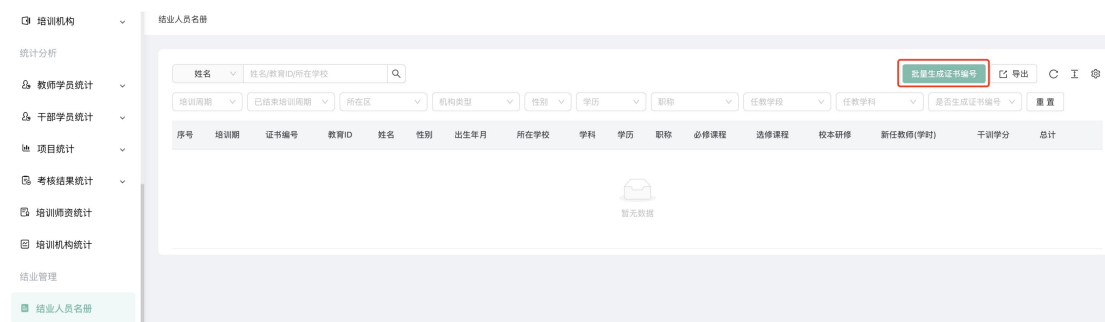 培训机构
统计分析
教师学员统计
干部学员统计
项目统计
考核结果统计
培训师资统计
培训机构统计
结业管理
结业人员名册
结业人员名册
姓名 姓名/教育ID/所在学校 批量生成证书编号 导出
培训周期 已结束培训周期 所在区 机构类型 性别 学历 职称 任教学段 任教学科 是否生成证书编号 重置
序号 培训期 证书编号 教育ID 姓名 性别 出生年月 所在学校 学科 学历 职称 必修课程 选修课程 校本研修 新任教师(学时) 干训学分 总计
暂无数据